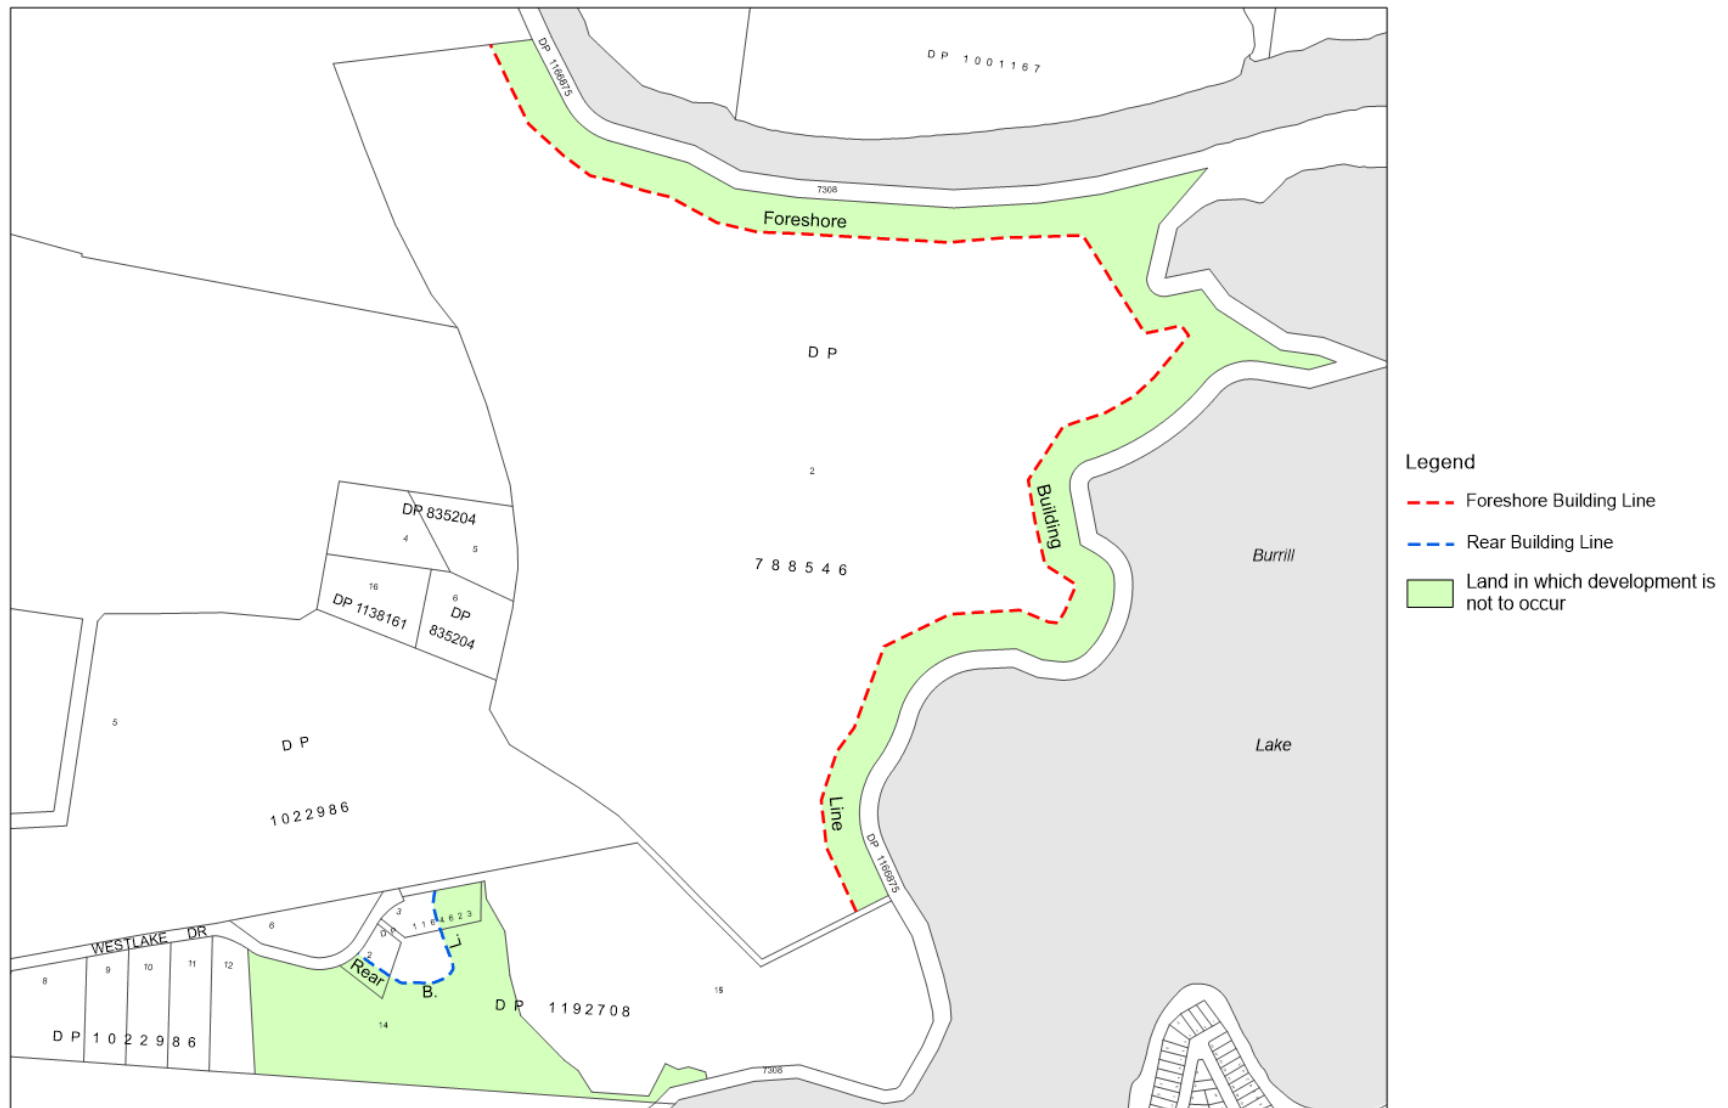 DP 1166875
DP 1001167
7308
Foreshore
DP
2
Building
788546
DP 835204
4
5
16
DP 1138161
6
DP
835204
5
DP
1022986
Line
DP 1166875
Burrill
Lake
Legend
Foreshore Building Line
Rear Building Line
Land in which development is
not to occur
WESTLAKE DR
6
3
DP 1164623
2
Rear
B.
L.
8
9
10
11
12
DP 1022986
14
DP 1192708
15
7308